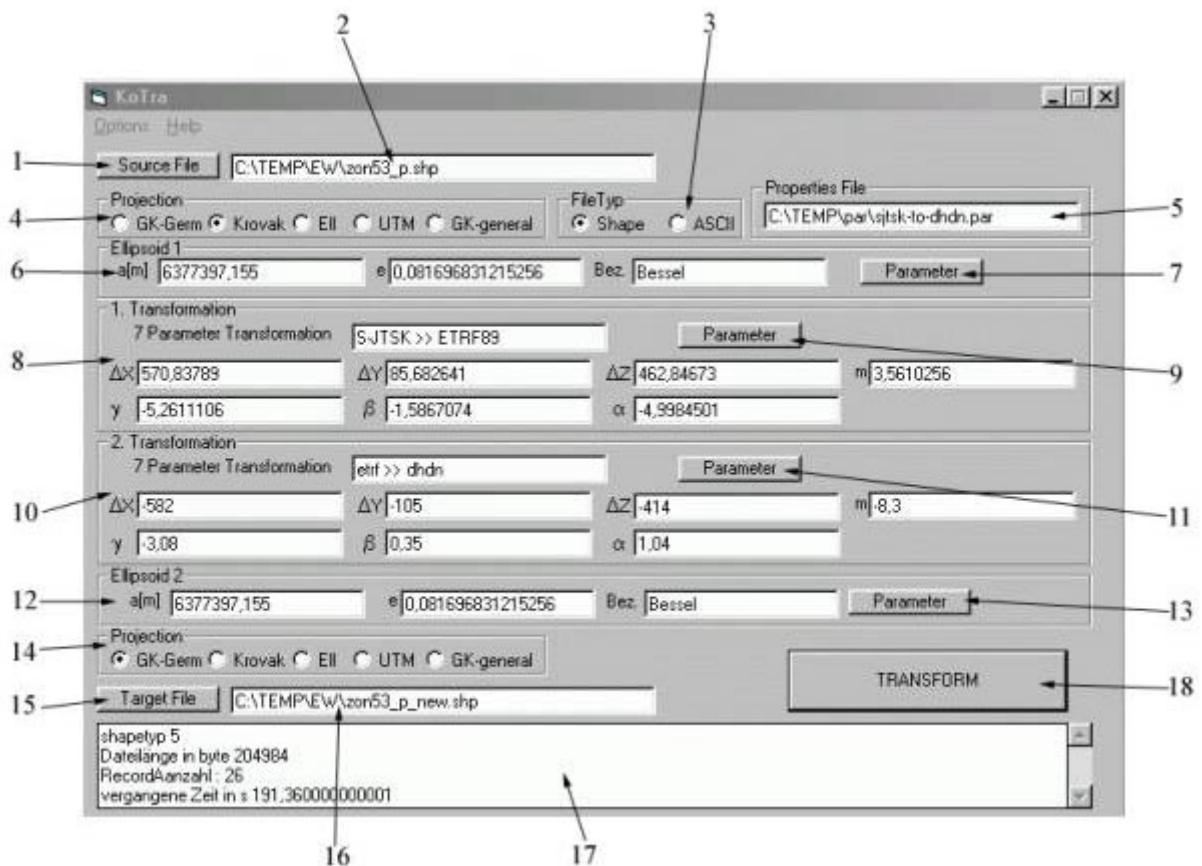 2
3
KoTra
Options Help
1
Source File C:\TEMP\EW\zon53_p.shp
Projection
FileTyp
Properties File
4
GK-Germ Krovak Ell UTM GK-general
Shape ASCII
C:\TEMP\par\sjtsk-to-dhdn.par
5
Ellipsoid 1
6
a[m] 6377397,155 e 0,081696831215256 Bez. Bessel Parameter
7
1. Transformation
7 Parameter Transformation S-JTSK >> ETRF89 Parameter
8
9
ΔX 570,83789 ΔY 85,682641 ΔZ 462,84673 m 3,5610256
γ -5,2611106 β -1,5867074 α -4,9984501
2. Transformation
7 Parameter Transformation etrf >> dhdn Parameter
10
11
ΔX -582 ΔY -105 ΔZ -414 m -8,3
γ -3,08 β 0,35 α 1,04
Ellipsoid 2
12
a[m] 6377397,155 e 0,081696831215256 Bez. Bessel Parameter
13
Projection
14
GK-Germ Krovak Ell UTM GK-general
TRANSFORM
18
15
Target File C:\TEMP\EW\zon53_p_new.shp
shapetyp 5
Dateilänge in byte 204984
RecordAanzahl : 26
vergangene Zeit in s 191,360000000001
16
17